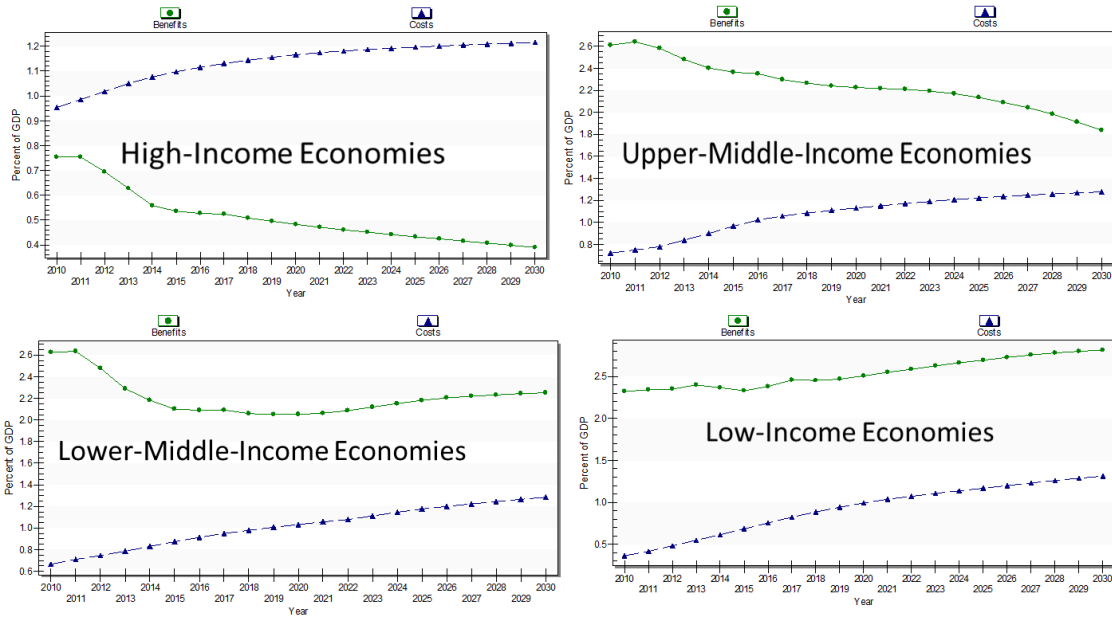 Benefits Costs
1.2
1.1
1.0
0.9
0.8
0.7
0.6
0.5
0.4
Percent of GDP
High-Income Economies
2010 2012 2014 2016 2018 2020 2022 2024 2026 2028 2030
2011 2013 2015 2017 2019 2021 2023 2025 2027 2029
Year
Benefits Costs
2.6
2.4
2.2
2.0
1.8
1.6
1.4
1.2
1.0
0.8
Percent of GDP
Upper-Middle-Income Economies
2010 2012 2014 2016 2018 2020 2022 2024 2026 2028 2030
2011 2013 2015 2017 2019 2021 2023 2025 2027 2029
Year
Benefits Costs
2.6
2.4
2.2
2.0
1.8
1.6
1.4
1.2
1.0
0.8
0.6
Percent of GDP
Lower-Middle-Income Economies
2010 2012 2014 2016 2018 2020 2022 2024 2026 2028 2030
2011 2013 2015 2017 2019 2021 2023 2025 2027 2029
Year
Benefits Costs
2.5
2.0
1.5
1.0
0.5
Percent of GDP
Low-Income Economies
2010 2012 2014 2016 2018 2020 2022 2024 2026 2028 2030
2011 2013 2015 2017 2019 2021 2023 2025 2027 2029
Year